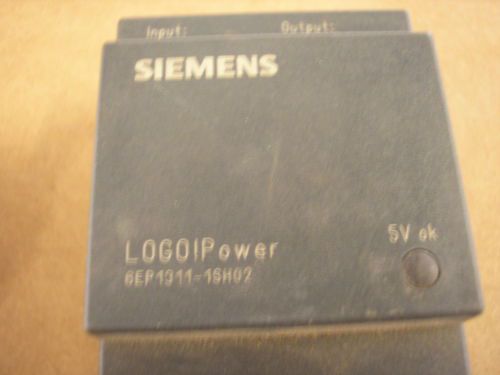 Input: Output:
SIEMENS
LOGO!Power
5V ok
6EP1311-1SH02